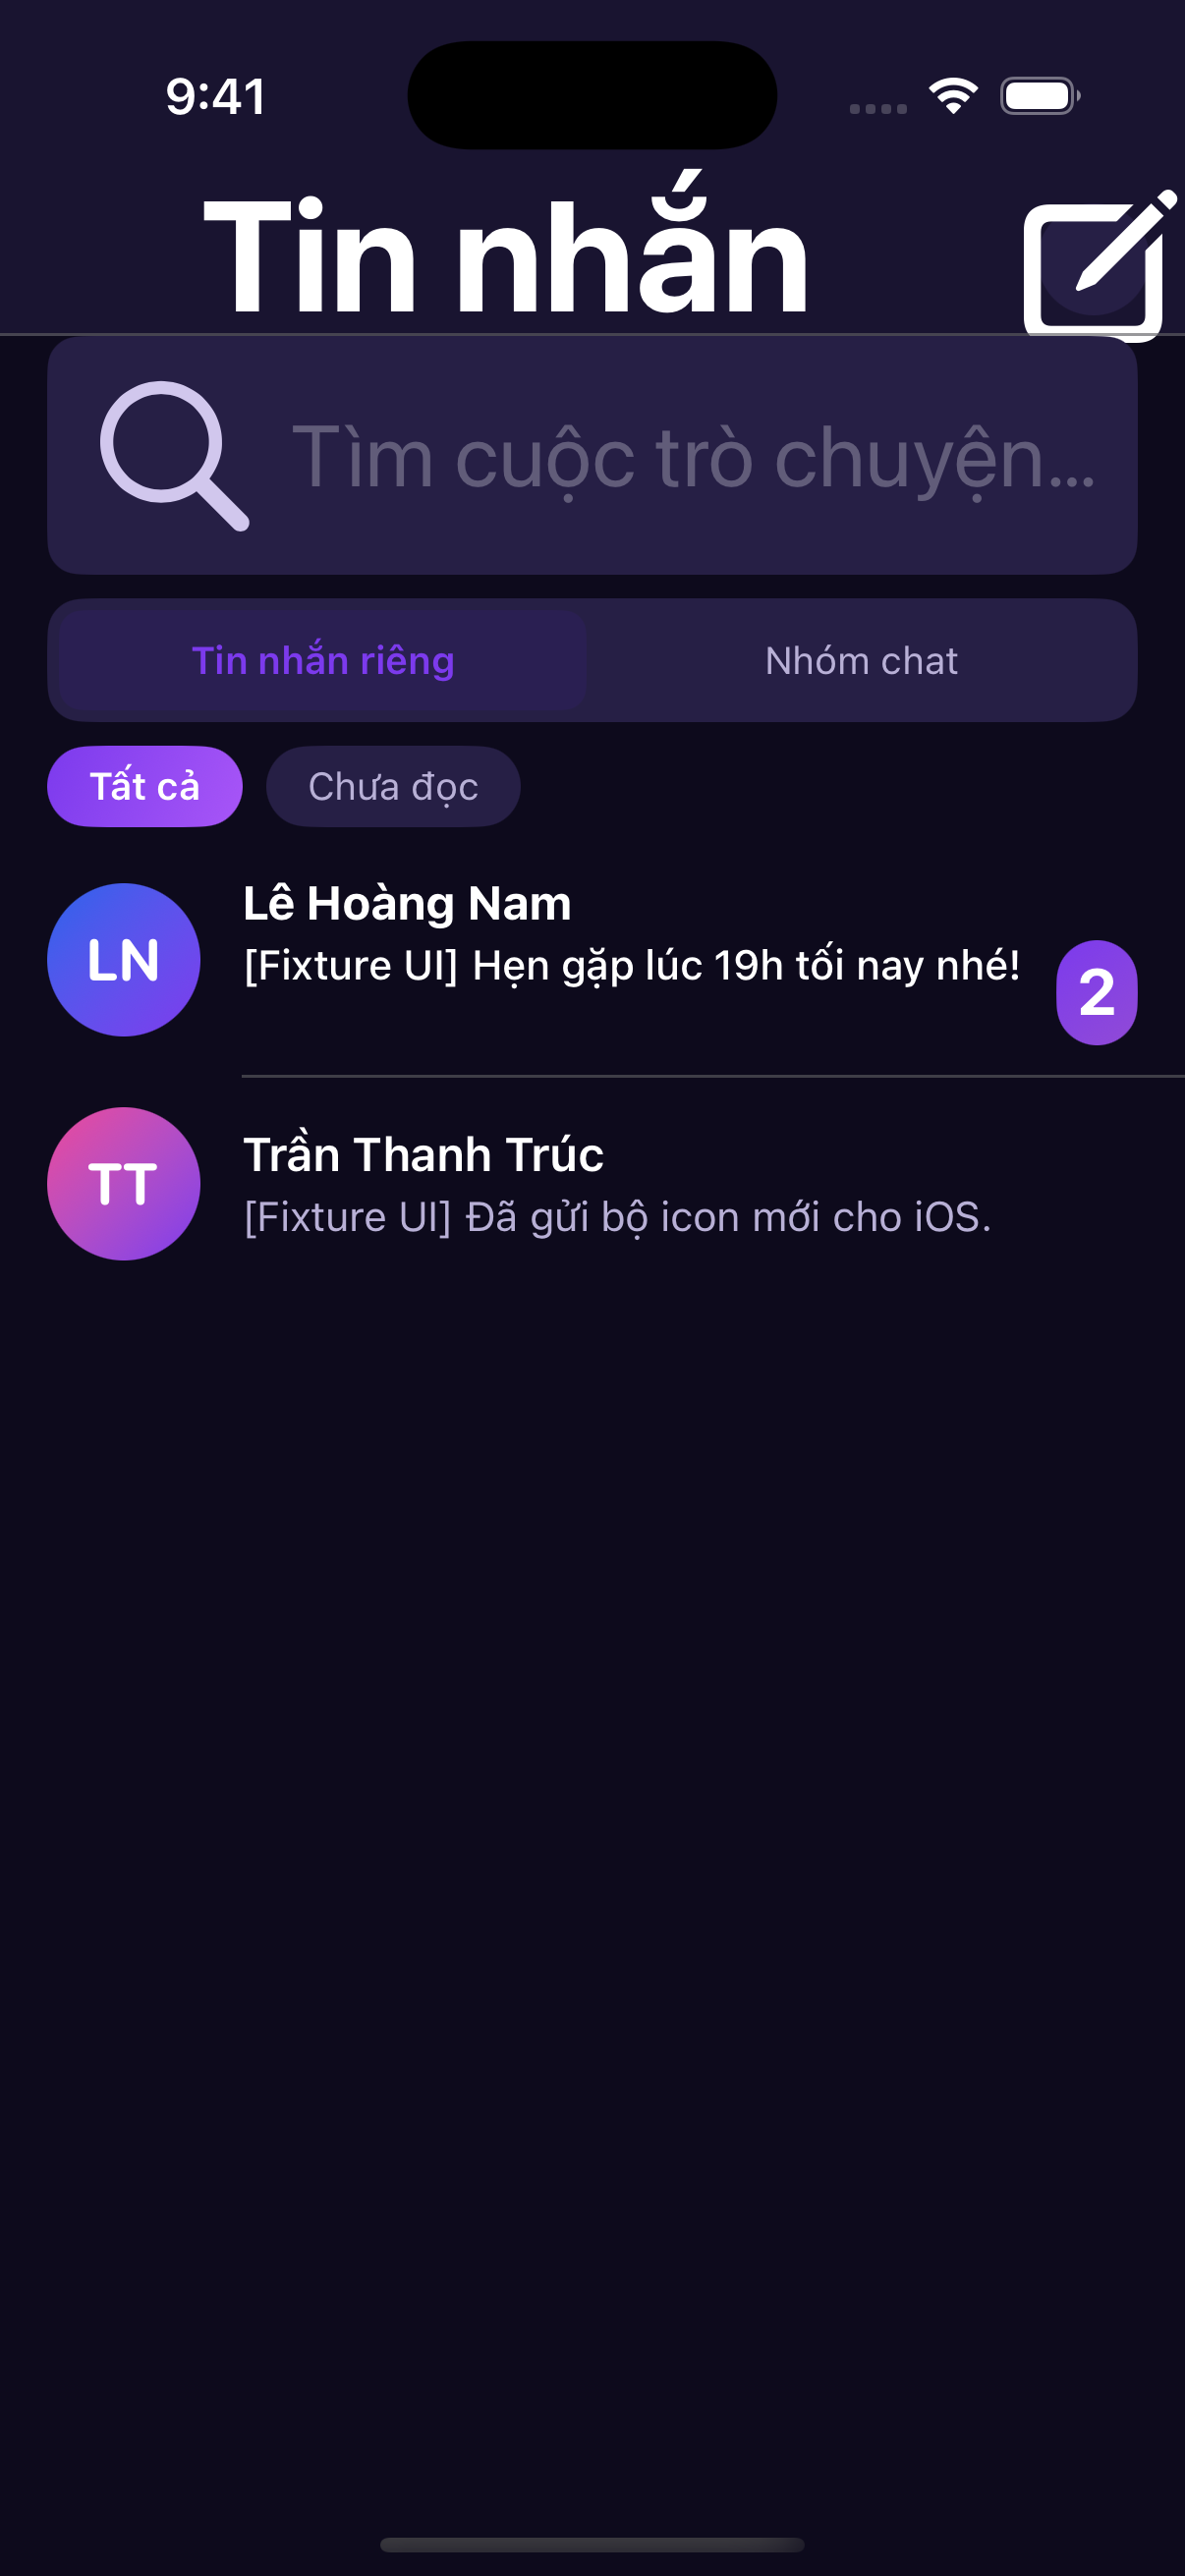 9:41
Tin nhắn
Tìm cuộc trò chuyện...
Tin nhắn riêng Nhóm chat
Tất cả Chưa đọc
Lê Hoàng Nam
LN
[Fixture UI] Hẹn gặp lúc 19h tối nay nhé!
2
Trần Thanh Trúc
TT
[Fixture UI] Đã gửi bộ icon mới cho iOS.